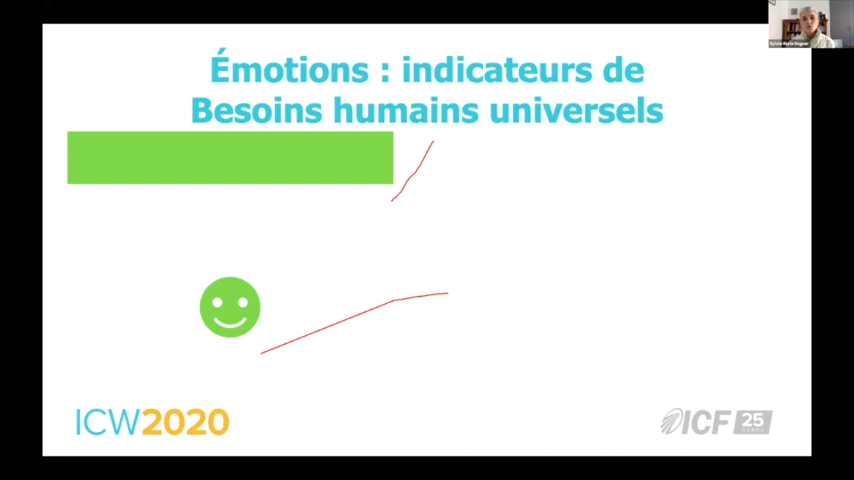 Émotions : indicateurs de
Besoins humains universels
ICW2020
ICF 25